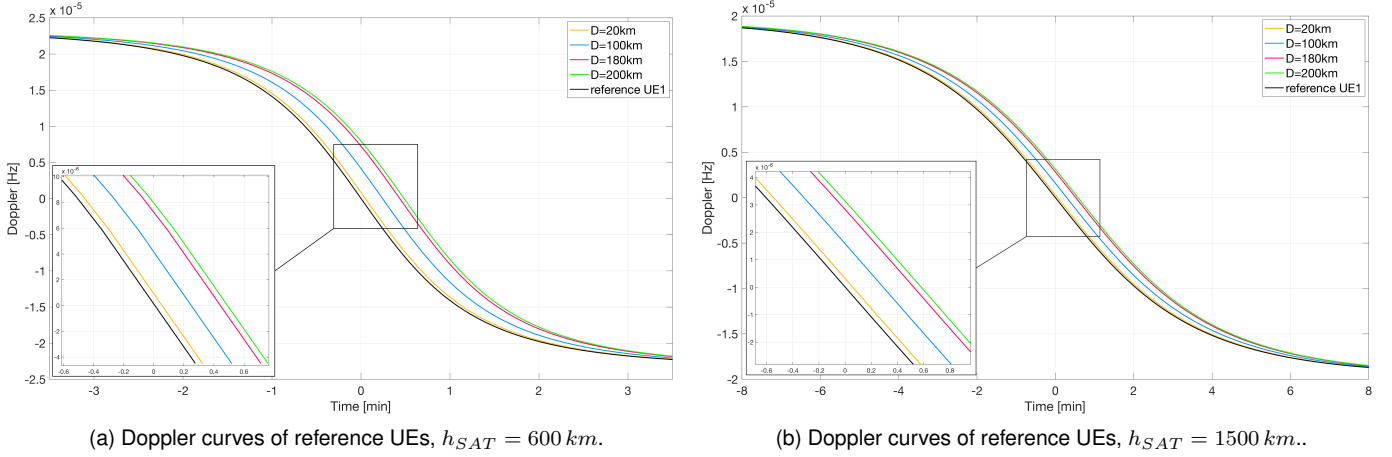 2.5 × 10⁻⁵
2
1.5
1
0.5
0
-0.5
-1
-1.5
-2
-2.5
Doppler [Hz]
-3 -2 -1 0 1 2 3
Time [min]
D=20km
D=100km
D=180km
D=200km
reference UE1
10 × 10⁻⁶
8
6
4
2
0
-2
-4
-0.6 -0.4 -0.2 0 0.2 0.4 0.6
(a) Doppler curves of reference UEs, h_SAT = 600 km.
2 × 10⁻⁵
1.5
1
0.5
0
-0.5
-1
-1.5
-2
Doppler [Hz]
-8 -6 -4 -2 0 2 4 6 8
Time [min]
D=20km
D=100km
D=180km
D=200km
reference UE1
× 10⁻⁶
4
3
2
1
0
-1
-2
-0.6 -0.4 -0.2 0 0.2 0.4 0.6 0.8
(b) Doppler curves of reference UEs, h_SAT = 1500 km..